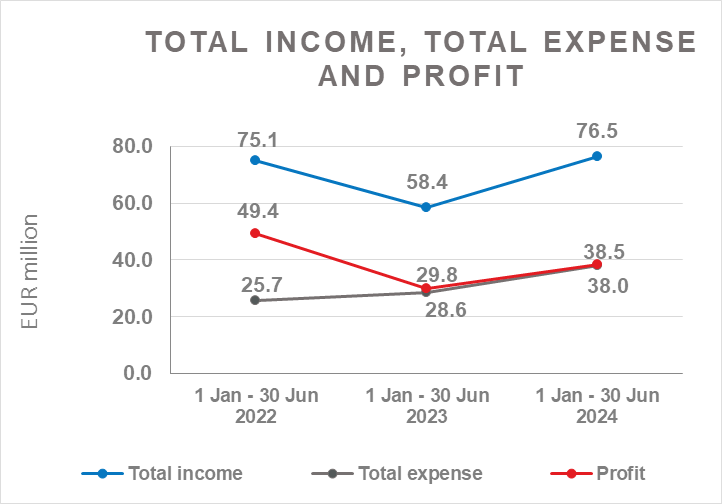 TOTAL INCOME, TOTAL EXPENSE
AND PROFIT
EUR million
80.0
60.0
40.0
20.0
0.0
75.1
58.4
76.5
49.4
29.8
38.5
25.7
28.6
38.0
1 Jan - 30 Jun
2022
1 Jan - 30 Jun
2023
1 Jan - 30 Jun
2024
Total income
Total expense
Profit